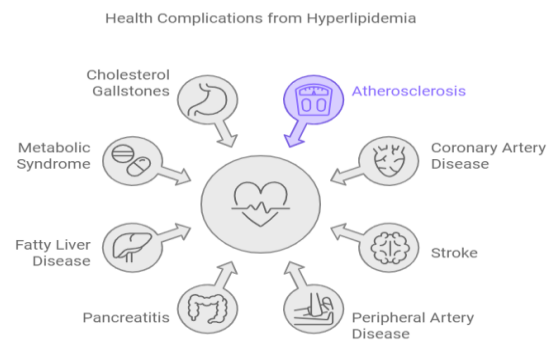 Health Complications from Hyperlipidemia
Cholesterol
Gallstones
Atherosclerosis
Metabolic
Syndrome
Coronary Artery
Disease
Fatty Liver
Disease
Stroke
Pancreatitis
Peripheral Artery
Disease